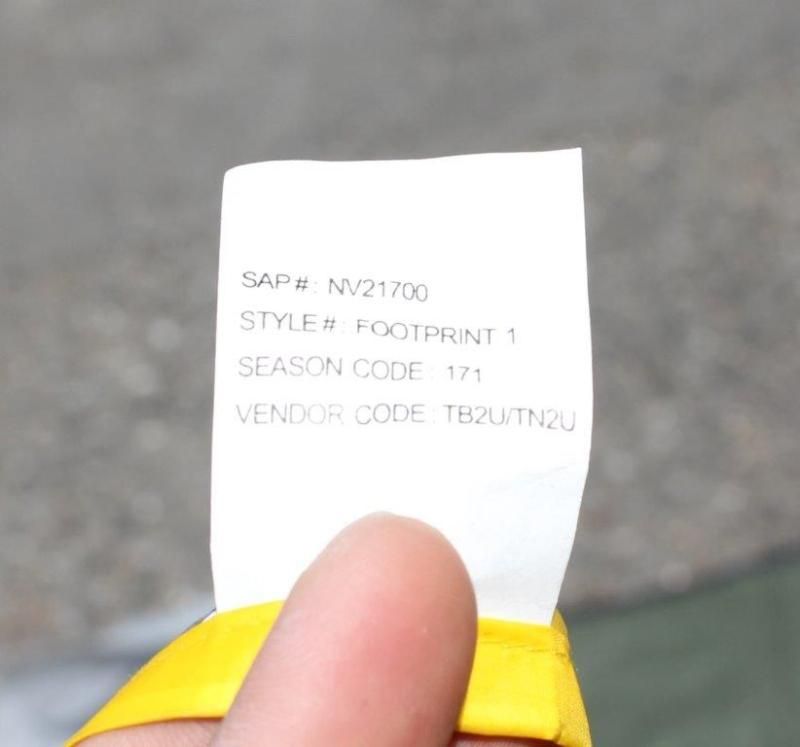 SAP#: NV21700
STYLE#: FOOTPRINT 1
SEASON CODE: 171
VENDOR CODE: TB2U/TN2U